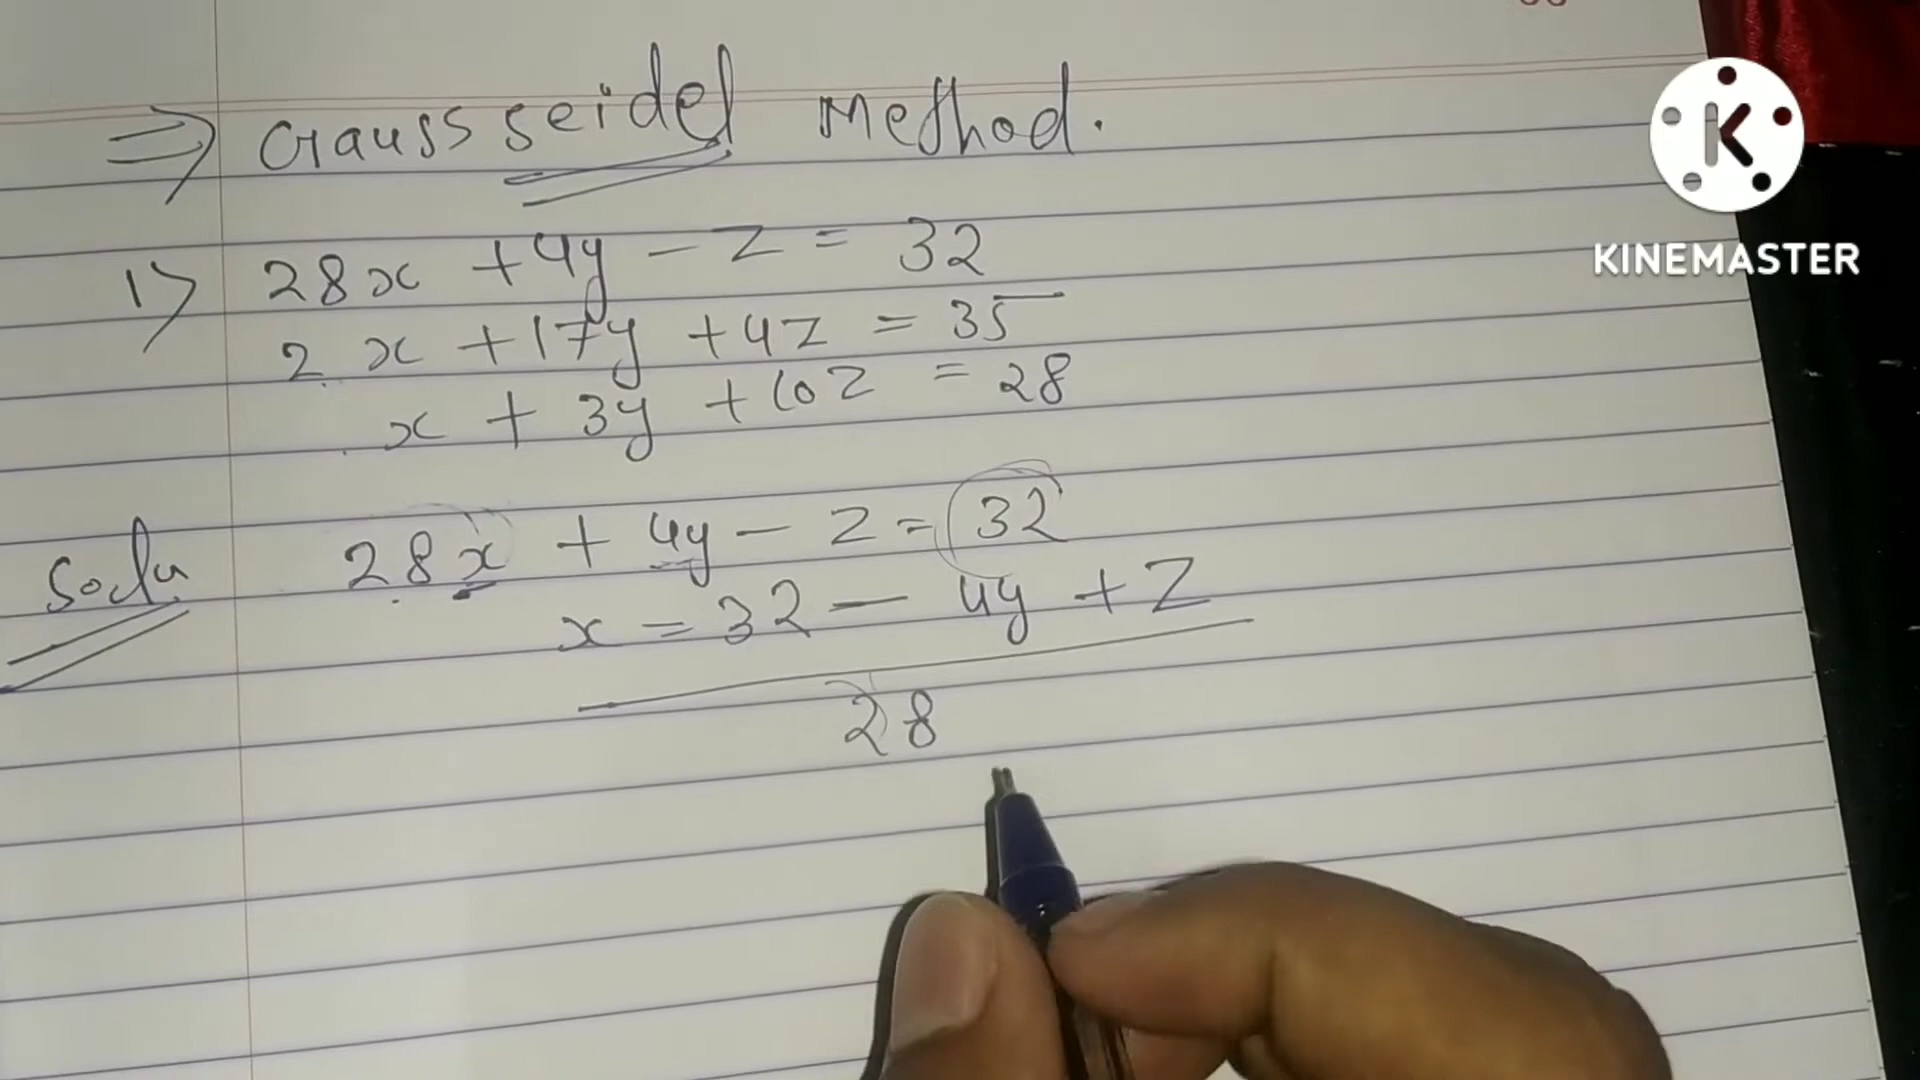 ⇒ Gauss seidel Method.
1) 28x + 4y - z = 32
2x + 17y + 4z = 35
x + 3y + 10z = 28
Soln 28x + 4y - z = 32
x = 32 - 4y + z
28
KINEMASTER